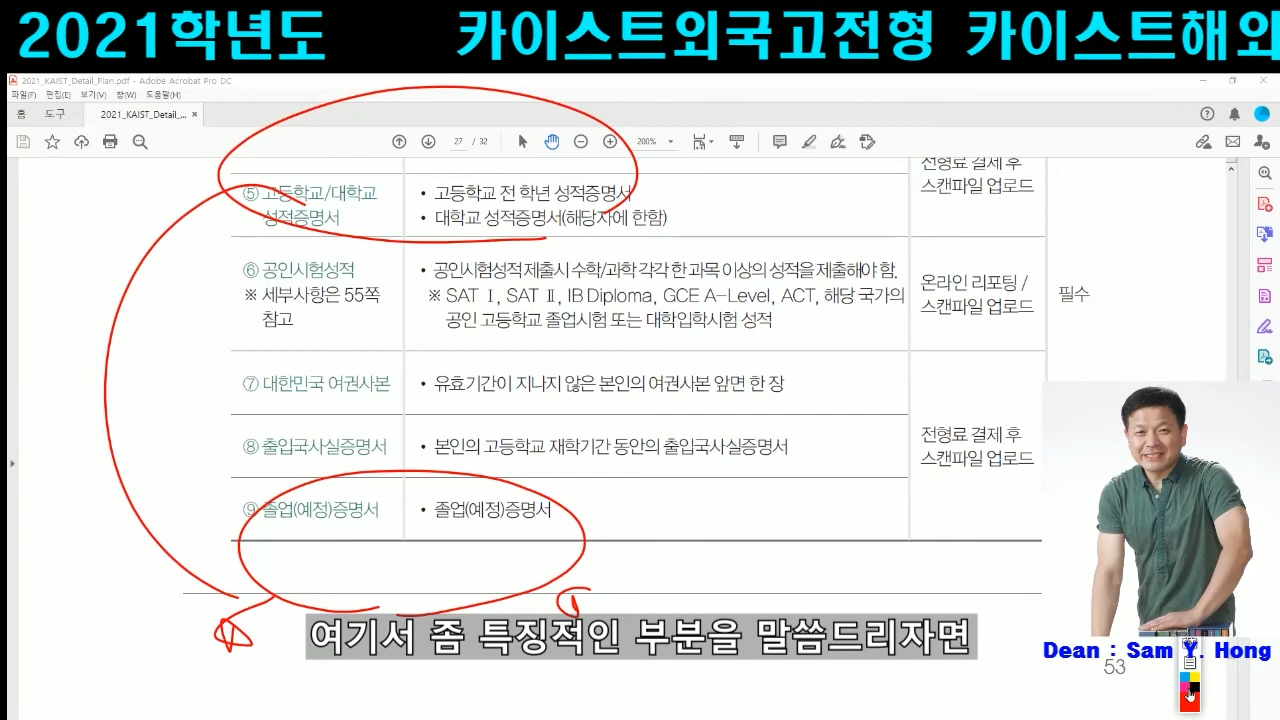 2021학년도 카이스트외국고전형 카이스트해외
2021_KAIST_Detail_Plan.pdf - Adobe Acrobat Pro DC
파일(F) 편집(E) 보기(V) 창(W) 도움말(H)
홈 도구 2021_KAIST_Detail_... ×
27 / 32 200%
전형료 결제 후
스캔파일 업로드
⑤ 고등학교/대학교
성적증명서
• 고등학교 전 학년 성적증명서
• 대학교 성적증명서(해당자에 한함)
⑥ 공인시험성적
※ 세부사항은 55쪽
참고
• 공인시험성적 제출시 수학/과학 각각 한 과목 이상의 성적을 제출해야 함.
※ SAT Ⅰ, SAT Ⅱ, IB Diploma, GCE A-Level, ACT, 해당 국가의
공인 고등학교 졸업시험 또는 대학입학시험 성적
온라인 리포팅 /
스캔파일 업로드
필수
⑦ 대한민국 여권사본
• 유효기간이 지나지 않은 본인의 여권사본 앞면 한 장
⑧ 출입국사실증명서
• 본인의 고등학교 재학기간 동안의 출입국사실증명서
전형료 결제 후
스캔파일 업로드
⑨ 졸업(예정)증명서
• 졸업(예정)증명서
여기서 좀 특징적인 부분을 말씀드리자면
Dean : Sam Y. Hong
53